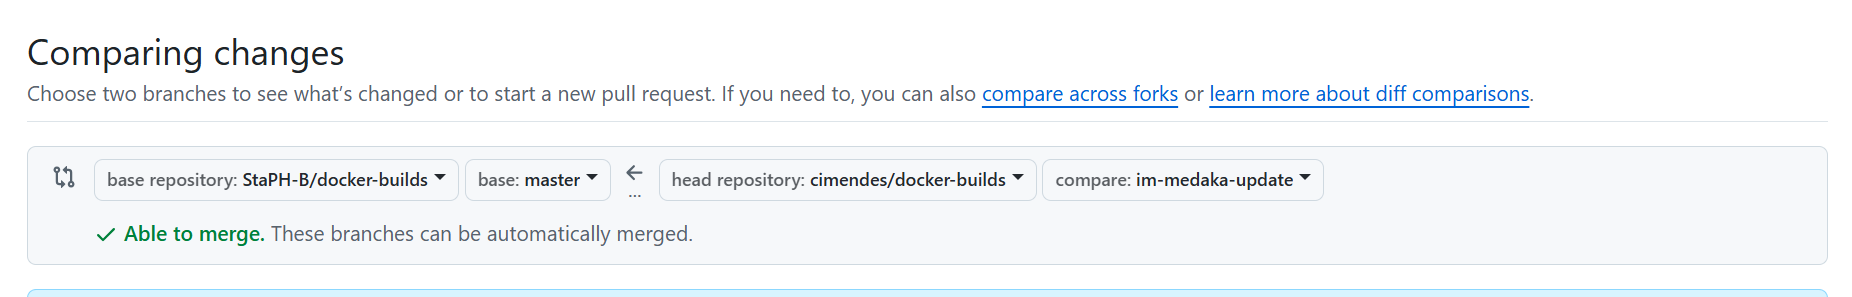 Comparing changes
Choose two branches to see what’s changed or to start a new pull request. If you need to, you can also compare across forks or learn more about diff comparisons.
base repository: StaPH-B/docker-builds base: master ... head repository: cimendes/docker-builds compare: im-medaka-update
Able to merge. These branches can be automatically merged.